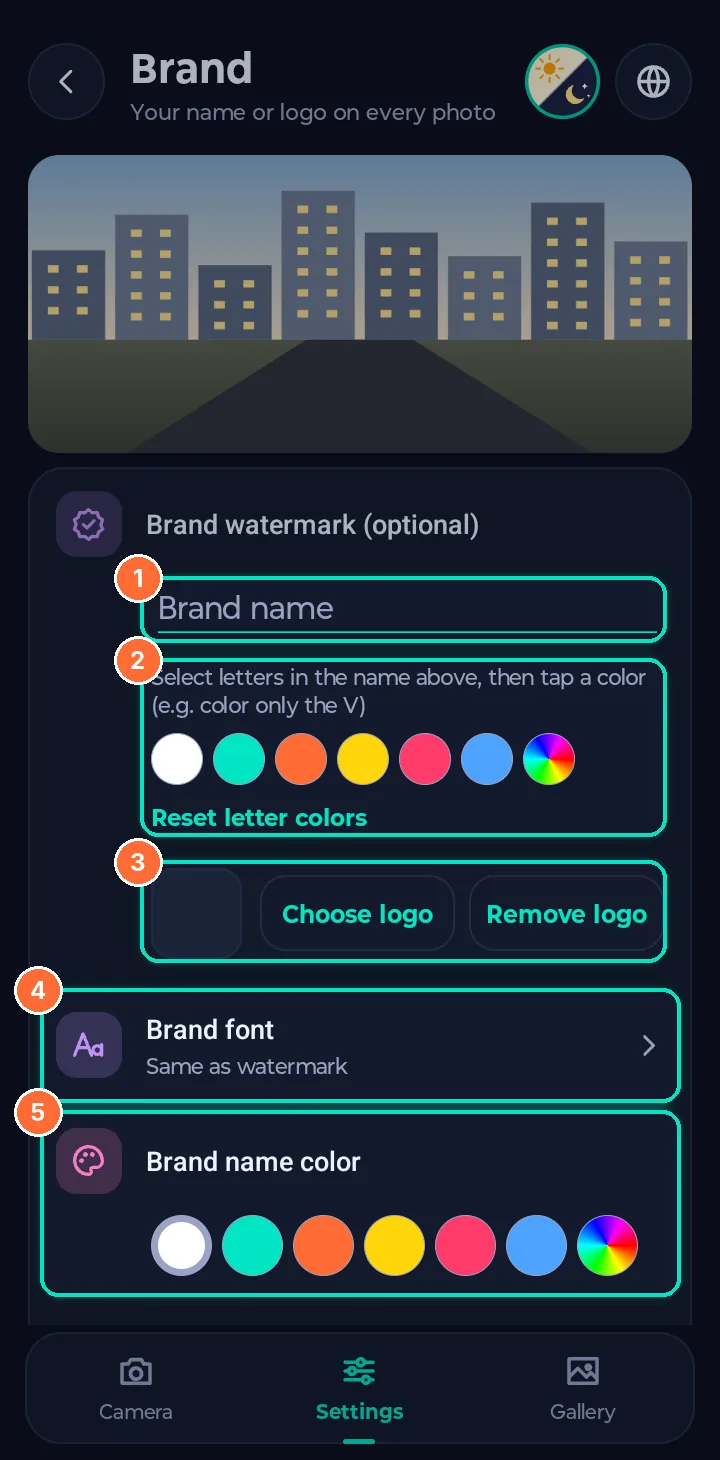 Brand
Your name or logo on every photo
Brand watermark (optional)
1
Brand name
2
Select letters in the name above, then tap a color
(e.g. color only the V)
Reset letter colors
3
Choose logo
Remove logo
4
Aa
Brand font
Same as watermark
5
Brand name color
Camera
Settings
Gallery